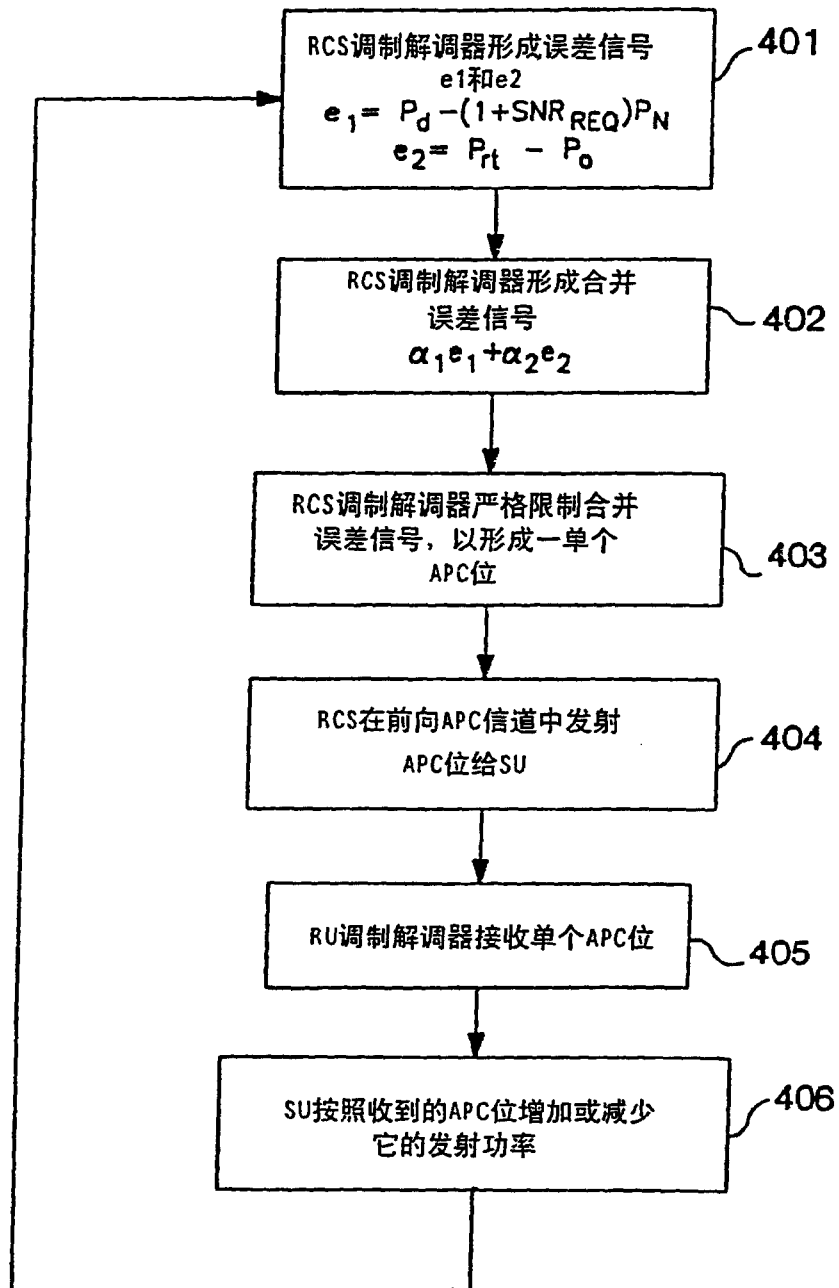 RCS调制解调器形成误差信号
e1和e2
e₁= P_d-(1+SNR_REQ)P_N
e₂= P_rt - P_o
401
RCS调制解调器形成合并
误差信号
α₁e₁+α₂e₂
402
RCS调制解调器严格限制合并
误差信号，以形成一单个
APC位
403
RCS在前向APC信道中发射
APC位给SU
404
RU调制解调器接收单个APC位
405
SU按照收到的APC位增加或减少
它的发射功率
406